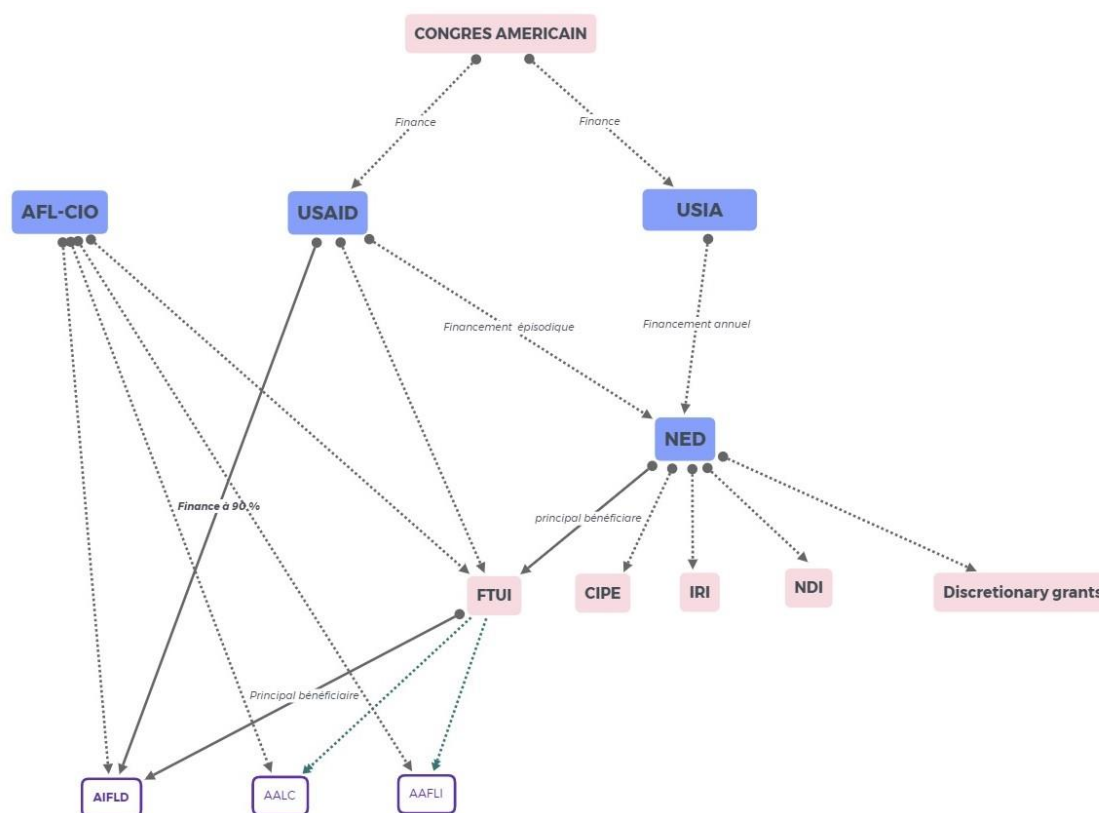 CONGRES AMERICAIN
Finance
Finance
AFL-CIO
USAID
USIA
Financement épisodique
Financement annuel
NED
Finance à 90 %
principal bénéficiare
FTUI
CIPE
IRI
NDI
Discretionary grants
Principal bénéficiaire
AIFLD
AALC
AAFLI